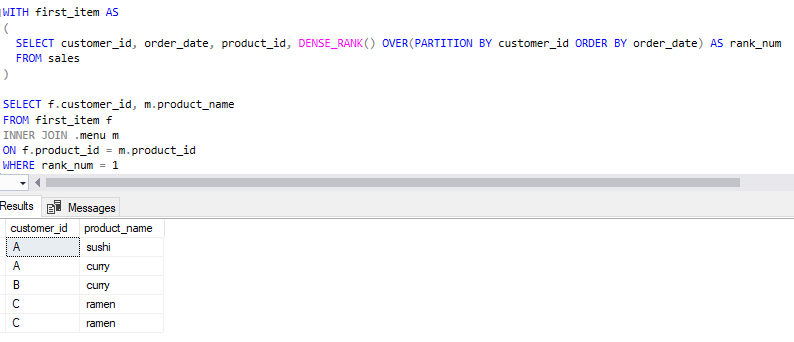 WITH first_item AS
(
SELECT customer_id, order_date, product_id, DENSE_RANK() OVER(PARTITION BY customer_id ORDER BY order_date) AS rank_num
FROM sales
)
SELECT f.customer_id, m.product_name
FROM first_item f
INNER JOIN .menu m
ON f.product_id = m.product_id
WHERE rank_num = 1
Results Messages
customer_id product_name
A sushi
A curry
B curry
C ramen
C ramen